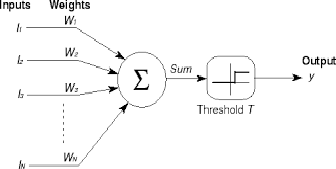 Inputs Weights
I1 W1
I2 W2
I3 W3
IN WN
Σ
Sum
Threshold T
Output
y